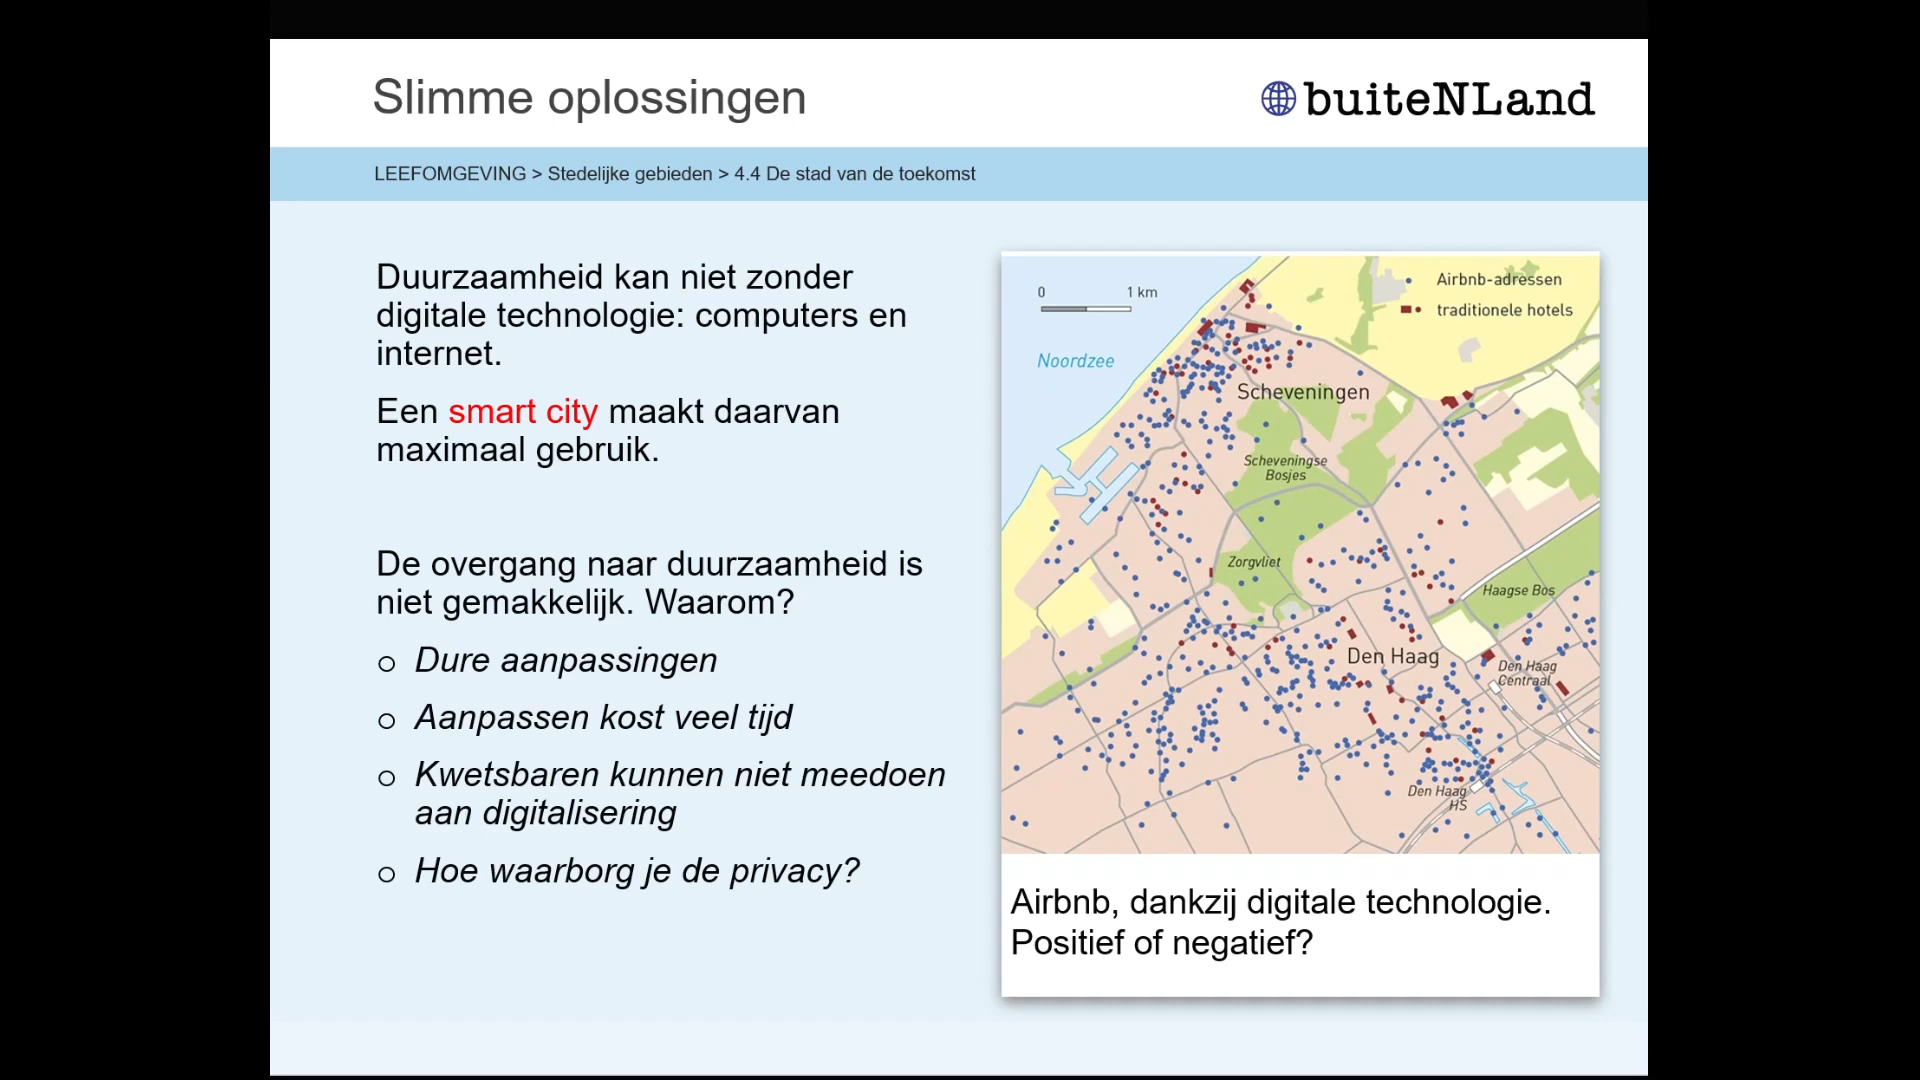 Slimme oplossingen
buiteNLand
LEEFOMGEVING > Stedelijke gebieden > 4.4 De stad van de toekomst
Duurzaamheid kan niet zonder
digitale technologie: computers en
internet.
Een smart city maakt daarvan
maximaal gebruik.
De overgang naar duurzaamheid is
niet gemakkelijk. Waarom?
o Dure aanpassingen
o Aanpassen kost veel tijd
o Kwetsbaren kunnen niet meedoen
aan digitalisering
o Hoe waarborg je de privacy?
0 1 km
Airbnb-adressen
traditionele hotels
Noordzee
Scheveningen
Scheveningse
Bosjes
Zorgvliet
Haagse Bos
Den Haag
Den Haag
Centraal
Den Haag
HS
Airbnb, dankzij digitale technologie.
Positief of negatief?